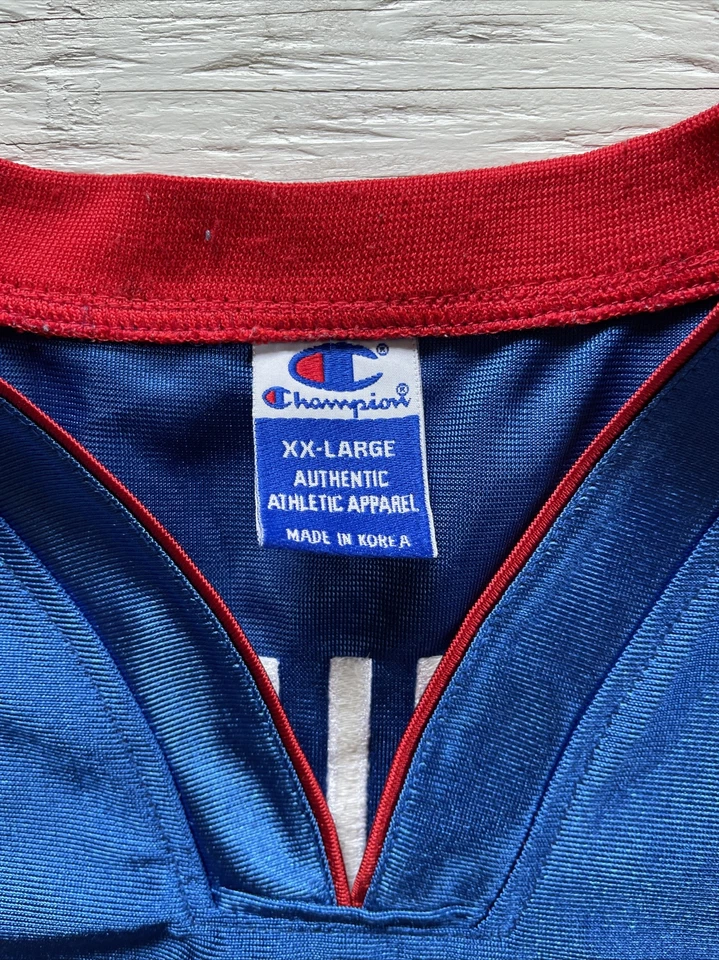 ®
Champion®
XX-LARGE
AUTHENTIC
ATHLETIC APPAREL
MADE IN KOREA